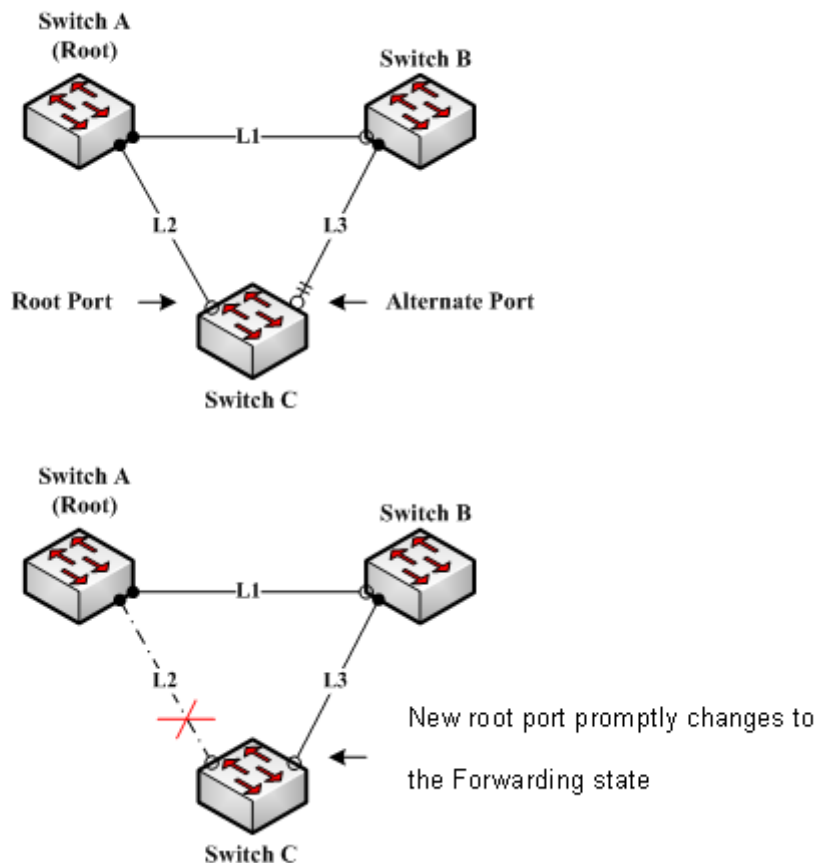 Switch A
(Root)
Switch B
L1
L2
L3
Root Port
Alternate Port
Switch C
Switch A
(Root)
Switch B
L1
L2
L3
New root port promptly changes to
the Forwarding state
Switch C